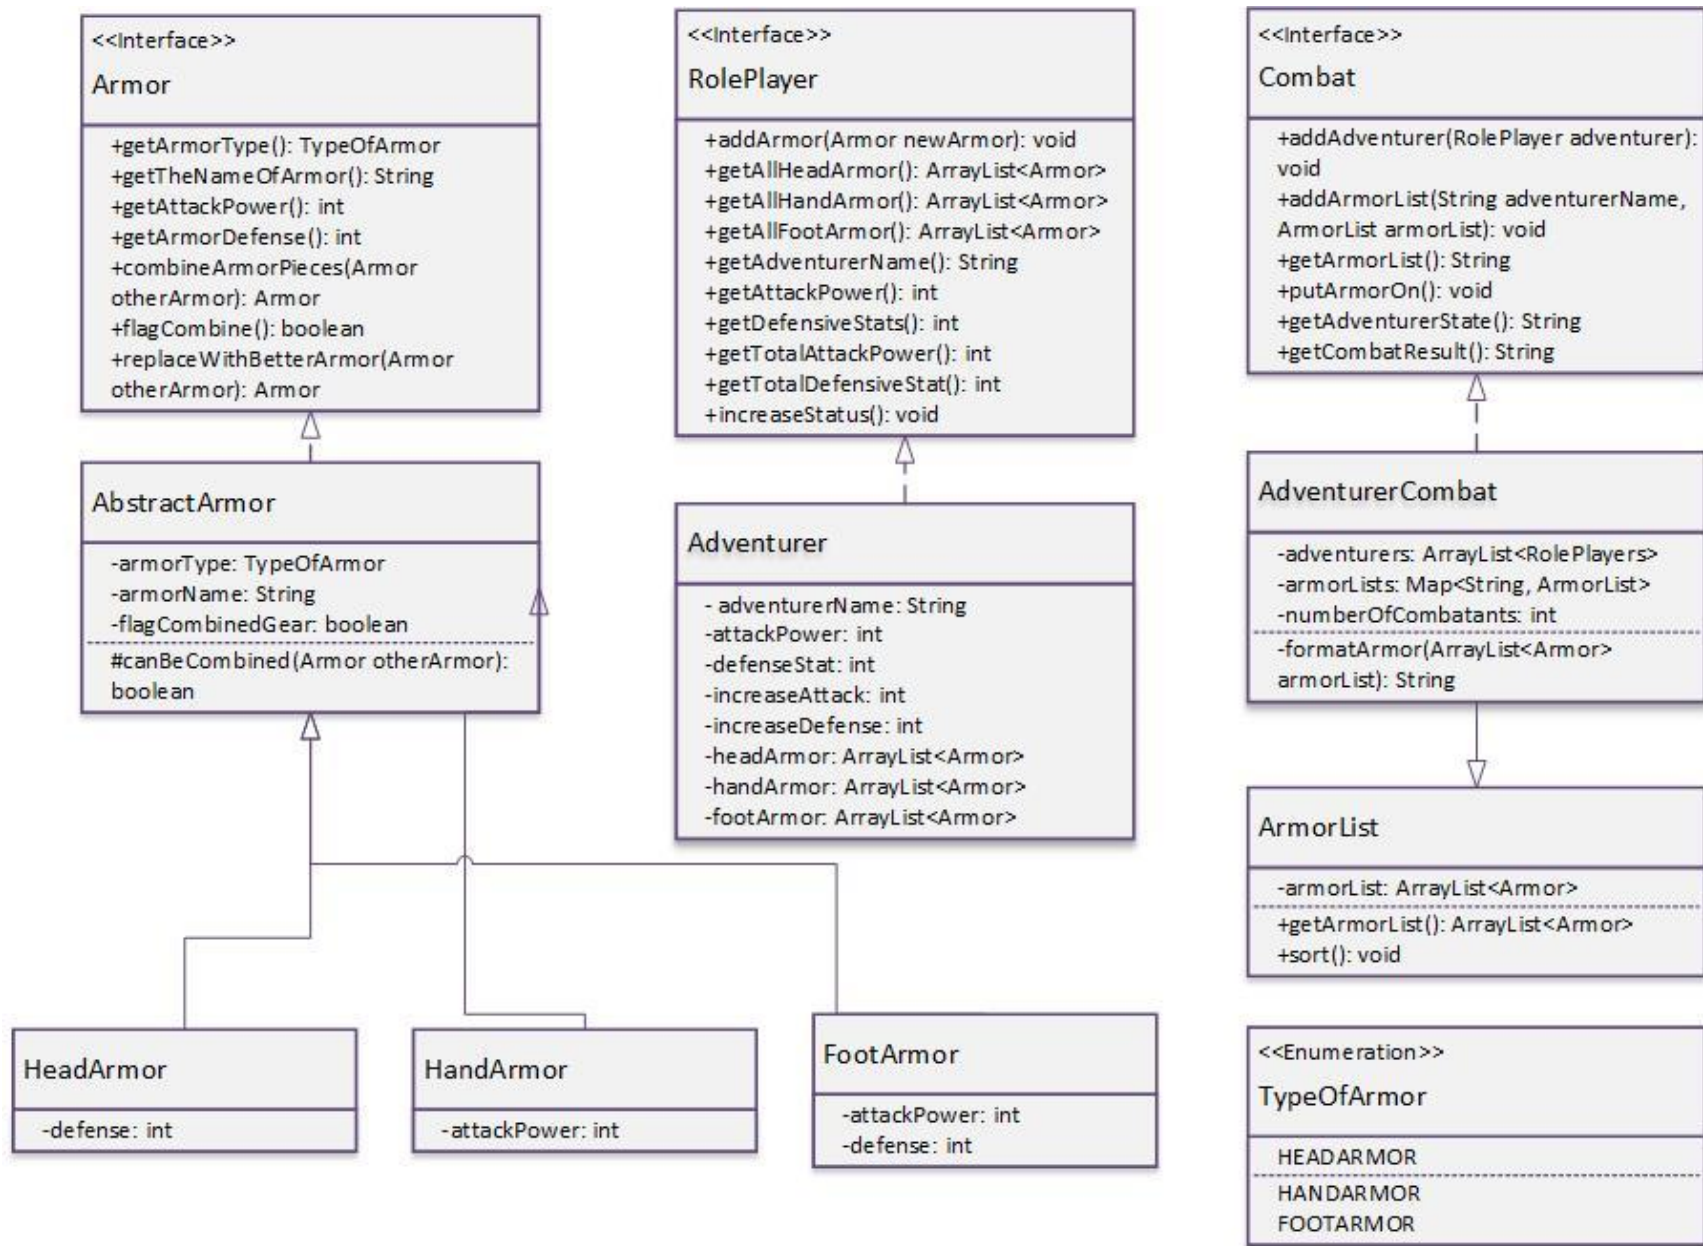 <<Interface>>
Armor
+getArmorType(): TypeOfArmor
+getTheNameOfArmor(): String
+getAttackPower(): int
+getArmorDefense(): int
+combineArmorPieces(Armor
otherArmor): Armor
+flagCombine(): boolean
+replaceWithBetterArmor(Armor
otherArmor): Armor
AbstractArmor
-armorType: TypeOfArmor
-armorName: String
-flagCombinedGear: boolean
#canBeCombined(Armor otherArmor):
boolean
HeadArmor
-defense: int
HandArmor
-attackPower: int
FootArmor
-attackPower: int
-defense: int
<<Interface>>
RolePlayer
+addArmor(Armor newArmor): void
+getAllHeadArmor(): ArrayList<Armor>
+getAllHandArmor(): ArrayList<Armor>
+getAllFootArmor(): ArrayList<Armor>
+getAdventurerName(): String
+getAttackPower(): int
+getDefensiveStats(): int
+getTotalAttackPower(): int
+getTotalDefensiveStat(): int
+increaseStatus(): void
Adventurer
- adventurerName: String
-attackPower: int
-defenseStat: int
-increaseAttack: int
-increaseDefense: int
-headArmor: ArrayList<Armor>
-handArmor: ArrayList<Armor>
-footArmor: ArrayList<Armor>
<<Interface>>
Combat
+addAdventurer(RolePlayer adventurer):
void
+addArmorList(String adventurerName,
ArmorList armorList): void
+getArmorList(): String
+putArmorOn(): void
+getAdventurerState(): String
+getCombatResult(): String
AdventurerCombat
-adventurers: ArrayList<RolePlayers>
-armorLists: Map<String, ArmorList>
-numberOfCombatants: int
-formatArmor(ArrayList<Armor>
armorList): String
ArmorList
-armorList: ArrayList<Armor>
+getArmorList(): ArrayList<Armor>
+sort(): void
<<Enumeration>>
TypeOfArmor
HEADARMOR
HANDARMOR
FOOTARMOR